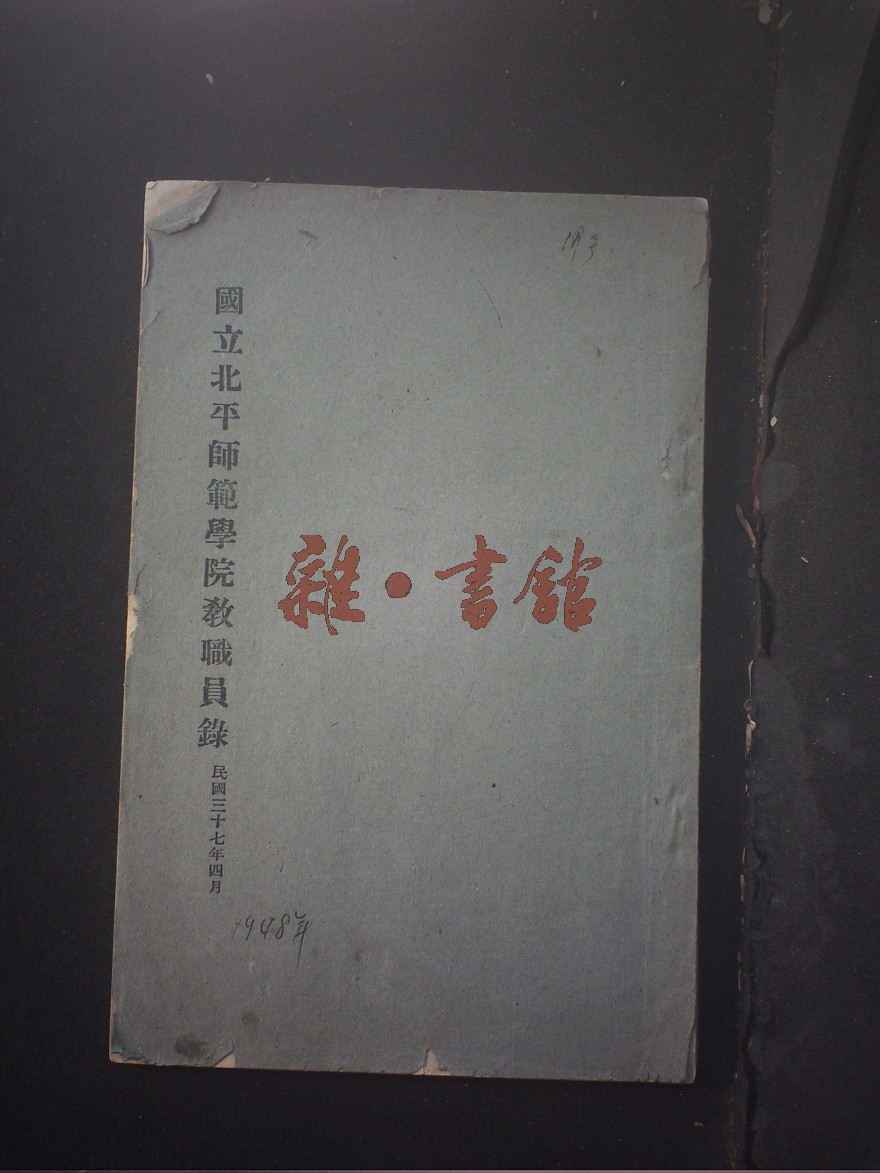 國立北平師範學院教職員錄
民國三十七年四月
1948年
雜·書館